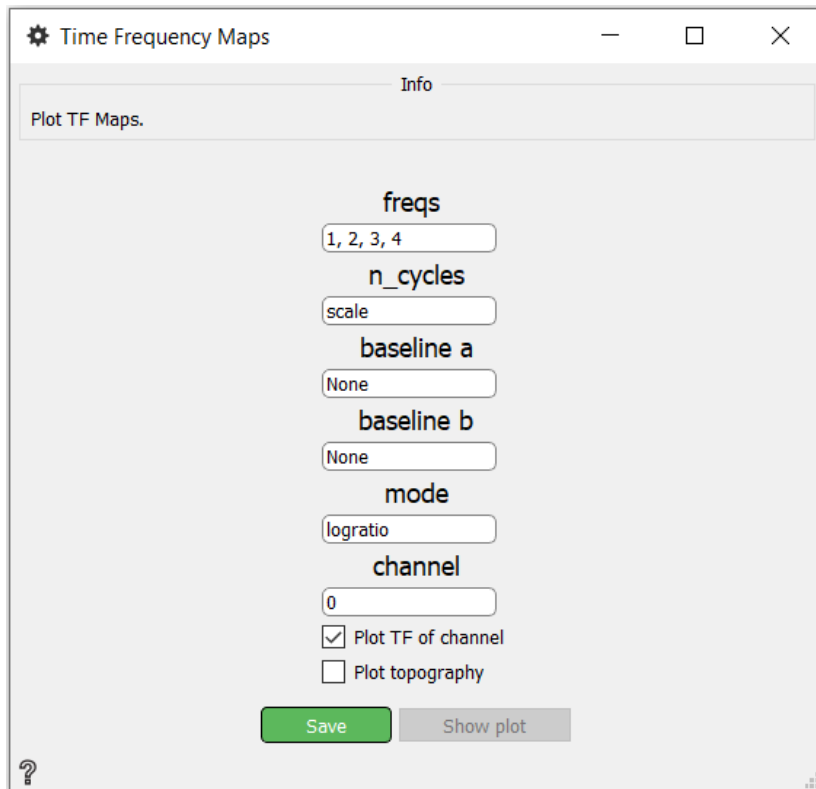 Time Frequency Maps
Info
Plot TF Maps.
freqs
1, 2, 3, 4
n_cycles
scale
baseline a
None
baseline b
None
mode
logratio
channel
0
Plot TF of channel
Plot topography
Save Show plot
?